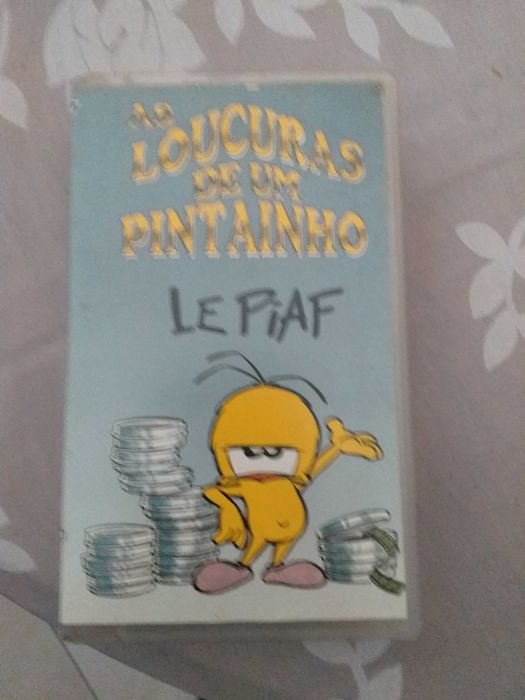 AS
LOUCURAS
DE UM
PINTAINHO
LE PiAF